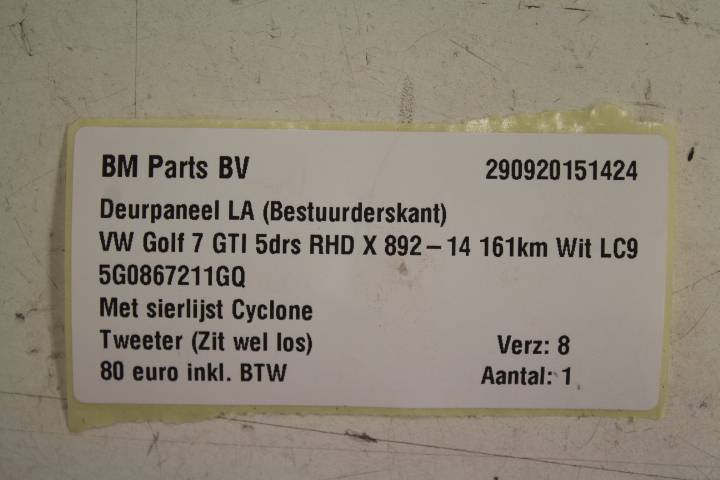 BM Parts BV 290920151424
Deurpaneel LA (Bestuurderskant)
VW Golf 7 GTI 5drs RHD X 892-14 161km Wit LC9
5G0867211GQ
Met sierlijst Cyclone
Tweeter (Zit wel los) Verz: 8
80 euro inkl. BTW Aantal: 1